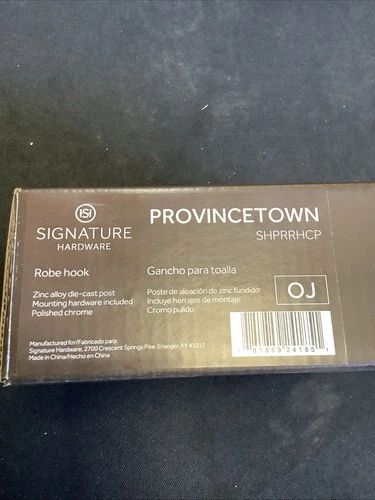 ISI
SIGNATURE
HARDWARE
PROVINCETOWN
SHPRRHCP
Robe hook
Gancho para toalla
Zinc alloy die-cast post
Mounting hardware included
Polished chrome
Poste de aleación de zinc fundido
Incluye herrajes de montaje
Cromo pulido
OJ
Manufactured for/Fabricado para:
Signature Hardware, 2700 Crescent Springs Pike, Erlanger, KY 41017
Made in China/Hecho en China